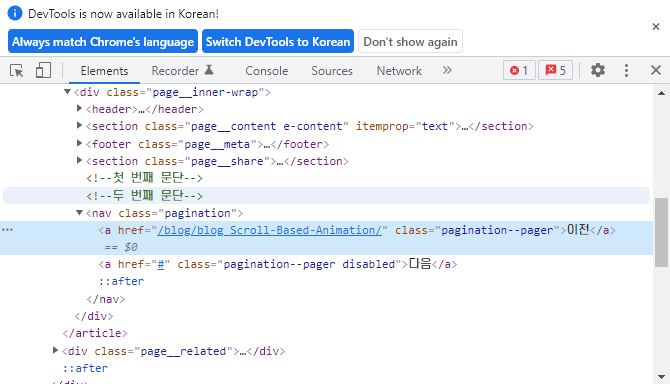 DevTools is now available in Korean!
Always match Chrome's language Switch DevTools to Korean Don't show again
Elements Recorder Console Sources Network » 1 5
▼<div class="page__inner-wrap">
▶<header>…</header>
▶<section class="page__content e-content" itemprop="text">…</section>
▶<footer class="page__meta">…</footer>
▶<section class="page__share">…</section>
<!--첫 번째 문단-->
<!--두 번째 문단-->
▼<nav class="pagination">
<a href="/blog/blog_Scroll-Based-Animation/" class="pagination--pager">이전</a>
== $0
<a href="#" class="pagination--pager disabled">다음</a>
::after
</nav>
</div>
</article>
▶<div class="page__related">…</div>
::after
</div>